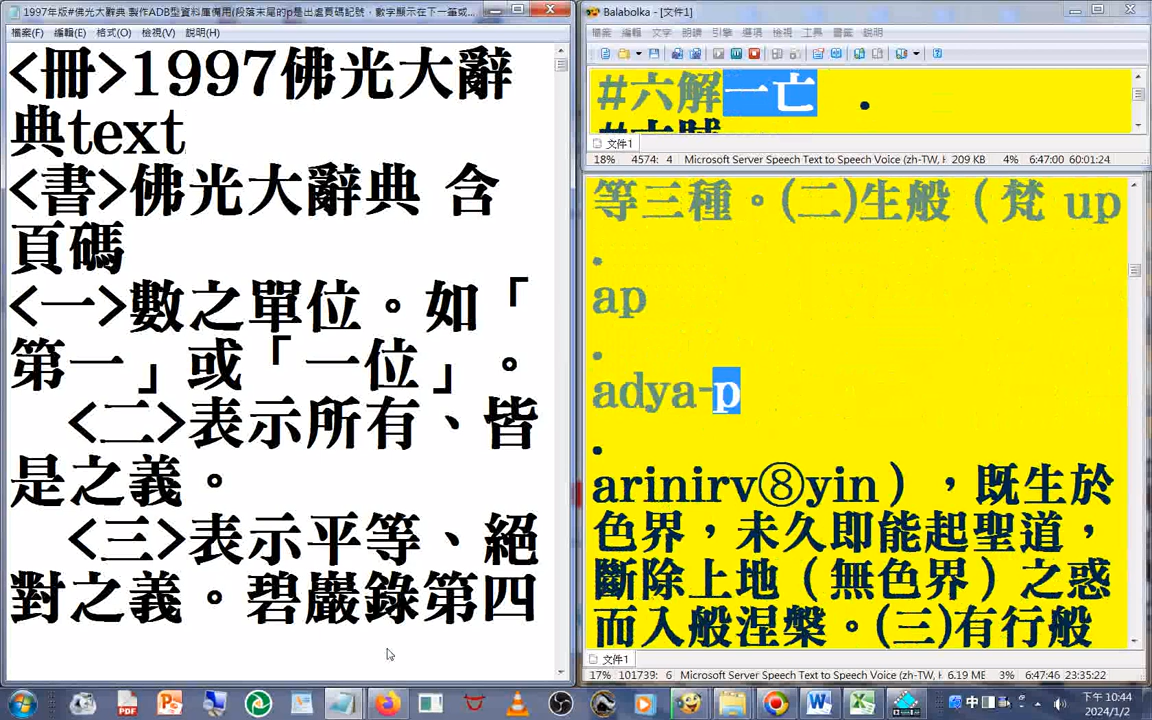 1997年版#佛光大辭典 製作ADB型資料庫備用(段落末尾的p是出處頁碼記號，數字顯示在下一筆或...
檔案(F) 編輯(E) 格式(O) 檢視(V) 說明(H)
<冊>1997佛光大辭
典text
<書>佛光大辭典 含
頁碼
<一>數之單位。如「
第一」或「一位」。
<二>表示所有、皆
是之義。
<三>表示平等、絕
對之義。碧巖錄第四
Balabolka - [文件1]
檔案 編輯 文字 朗讀 引擎 選項 檢視 工具 書籤 說明
#六解一亡 .
文件1
18% 4574: 4 Microsoft Server Speech Text to Speech Voice (zh-TW, H 209 KB 4% 6:47:00 60:01:24
等三種。(二)生般（梵 up
.
ap
.
adya-p
.
arinirv⑧yin），既生於
色界，未久即能起聖道，
斷除上地（無色界）之惑
而入般涅槃。(三)有行般
文件1
17% 101739: 6 Microsoft Server Speech Text to Speech Voice (zh-TW, H 6.19 ME 3% 6:47:46 23:35:22
PDF
中
下午 10:44
2024/1/2